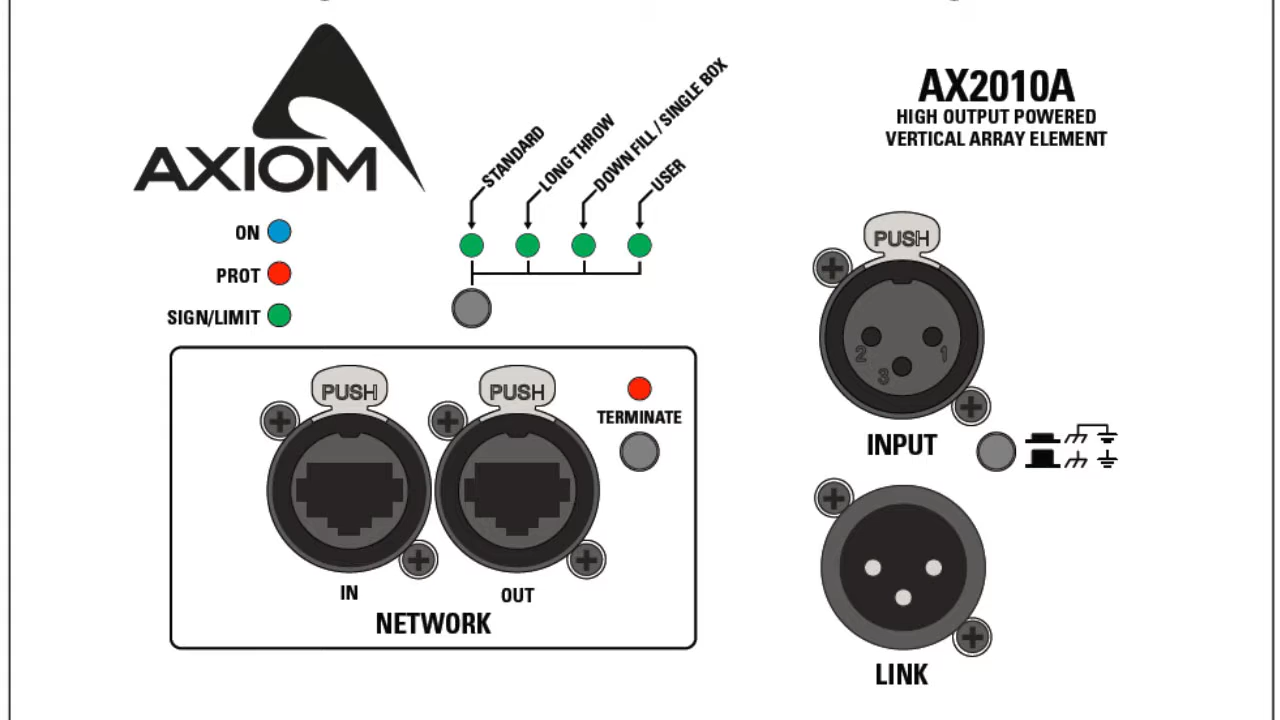 AXIOM
AX2010A
HIGH OUTPUT POWERED
VERTICAL ARRAY ELEMENT
STANDARD
LONG THROW
DOWN FILL / SINGLE BOX
USER
ON
PROT
SIGN/LIMIT
PUSH
PUSH
TERMINATE
IN
OUT
NETWORK
PUSH
2
1
3
INPUT
LINK